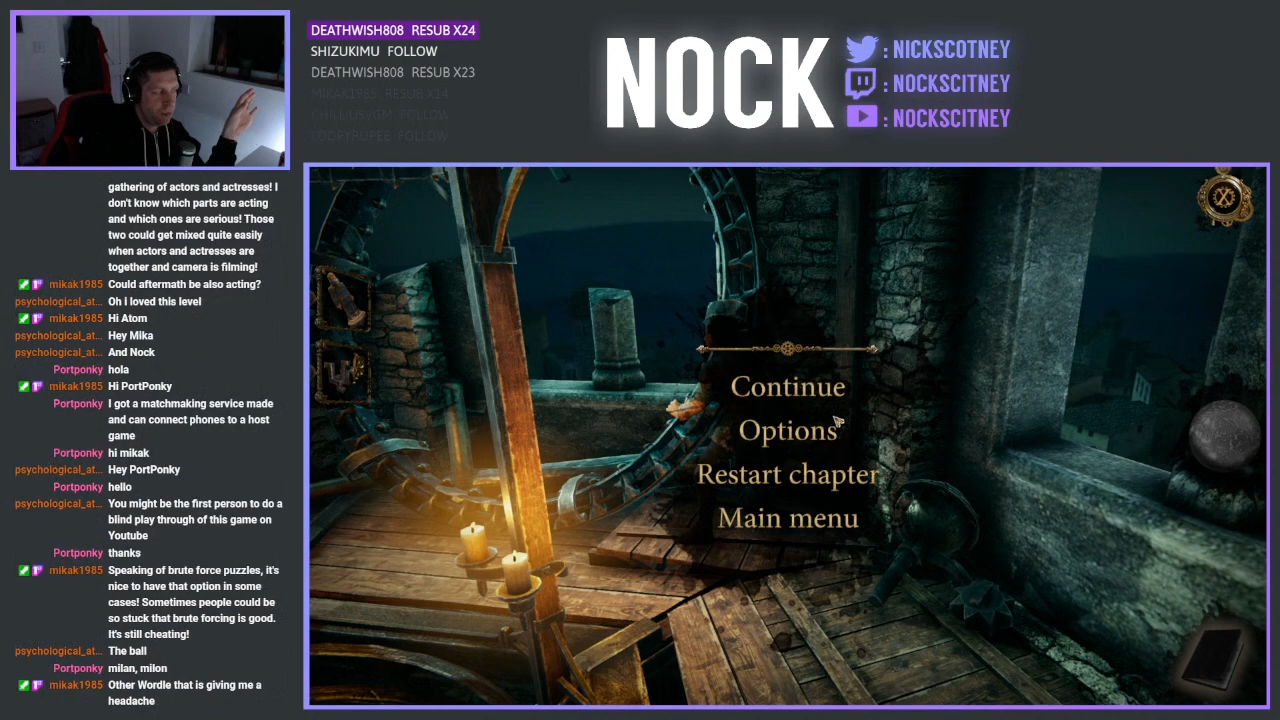 DEATHWISH808 RESUB X24
SHIZUKIMU FOLLOW
DEATHWISH808 RESUB X23
MIKAK1985 RESUB X14
CHILLIUSVGM FOLLOW
LOOPYRUPEE FOLLOW
NOCK
: NICKSCOTNEY
: NOCKSCITNEY
: NOCKSCITNEY
gathering of actors and actresses! I
don't know which parts are acting
and which ones are serious! Those
two could get mixed quite easily
when actors and actresses are
together and camera is filming!
mikak1985 Could aftermath be also acting?
psychological_at... Oh i loved this level
mikak1985 Hi Atom
psychological_at... Hey Mika
psychological_at... And Nock
Portponky hola
mikak1985 Hi PortPonky
Portponky I got a matchmaking service made
and can connect phones to a host
game
Portponky hi mikak
psychological_at... Hey PortPonky
Portponky hello
psychological_at... You might be the first person to do a
blind play through of this game on
Youtube
Portponky thanks
mikak1985 Speaking of brute force puzzles, it's
nice to have that option in some
cases! Sometimes people could be
so stuck that brute forcing is good.
It's still cheating!
psychological_at... The ball
Portponky milan, milon
mikak1985 Other Wordle that is giving me a
headache
Continue
Options
Restart chapter
Main menu